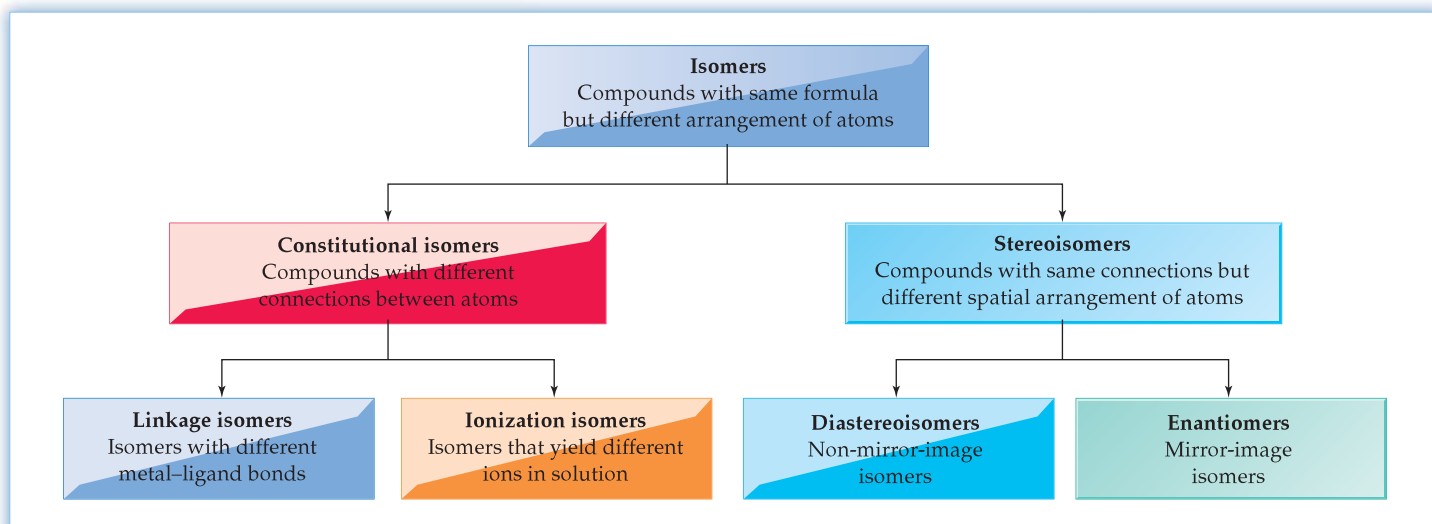 Isomers
Compounds with same formula
but different arrangement of atoms
Constitutional isomers
Compounds with different
connections between atoms
Stereoisomers
Compounds with same connections but
different spatial arrangement of atoms
Linkage isomers
Isomers with different
metal–ligand bonds
Ionization isomers
Isomers that yield different
ions in solution
Diastereoisomers
Non-mirror-image
isomers
Enantiomers
Mirror-image
isomers